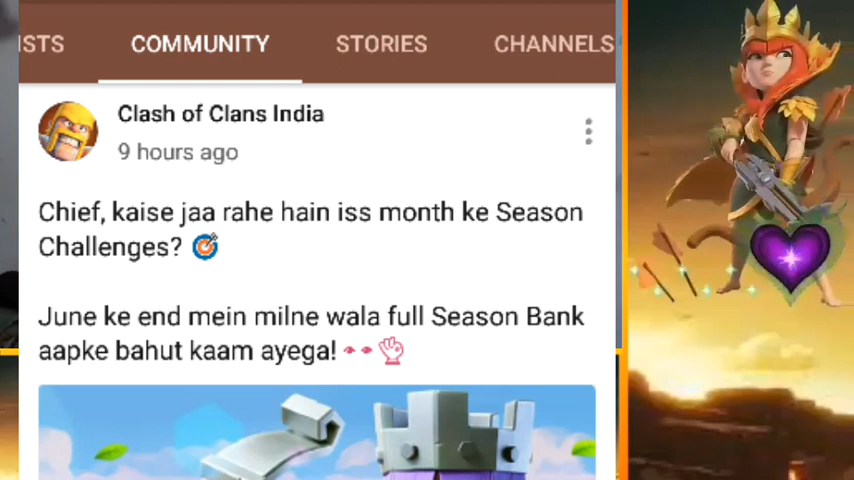 ISTS COMMUNITY STORIES CHANNELS
Clash of Clans India
9 hours ago
Chief, kaise jaa rahe hain iss month ke Season
Challenges? 🎯
June ke end mein milne wala full Season Bank
aapke bahut kaam ayega!